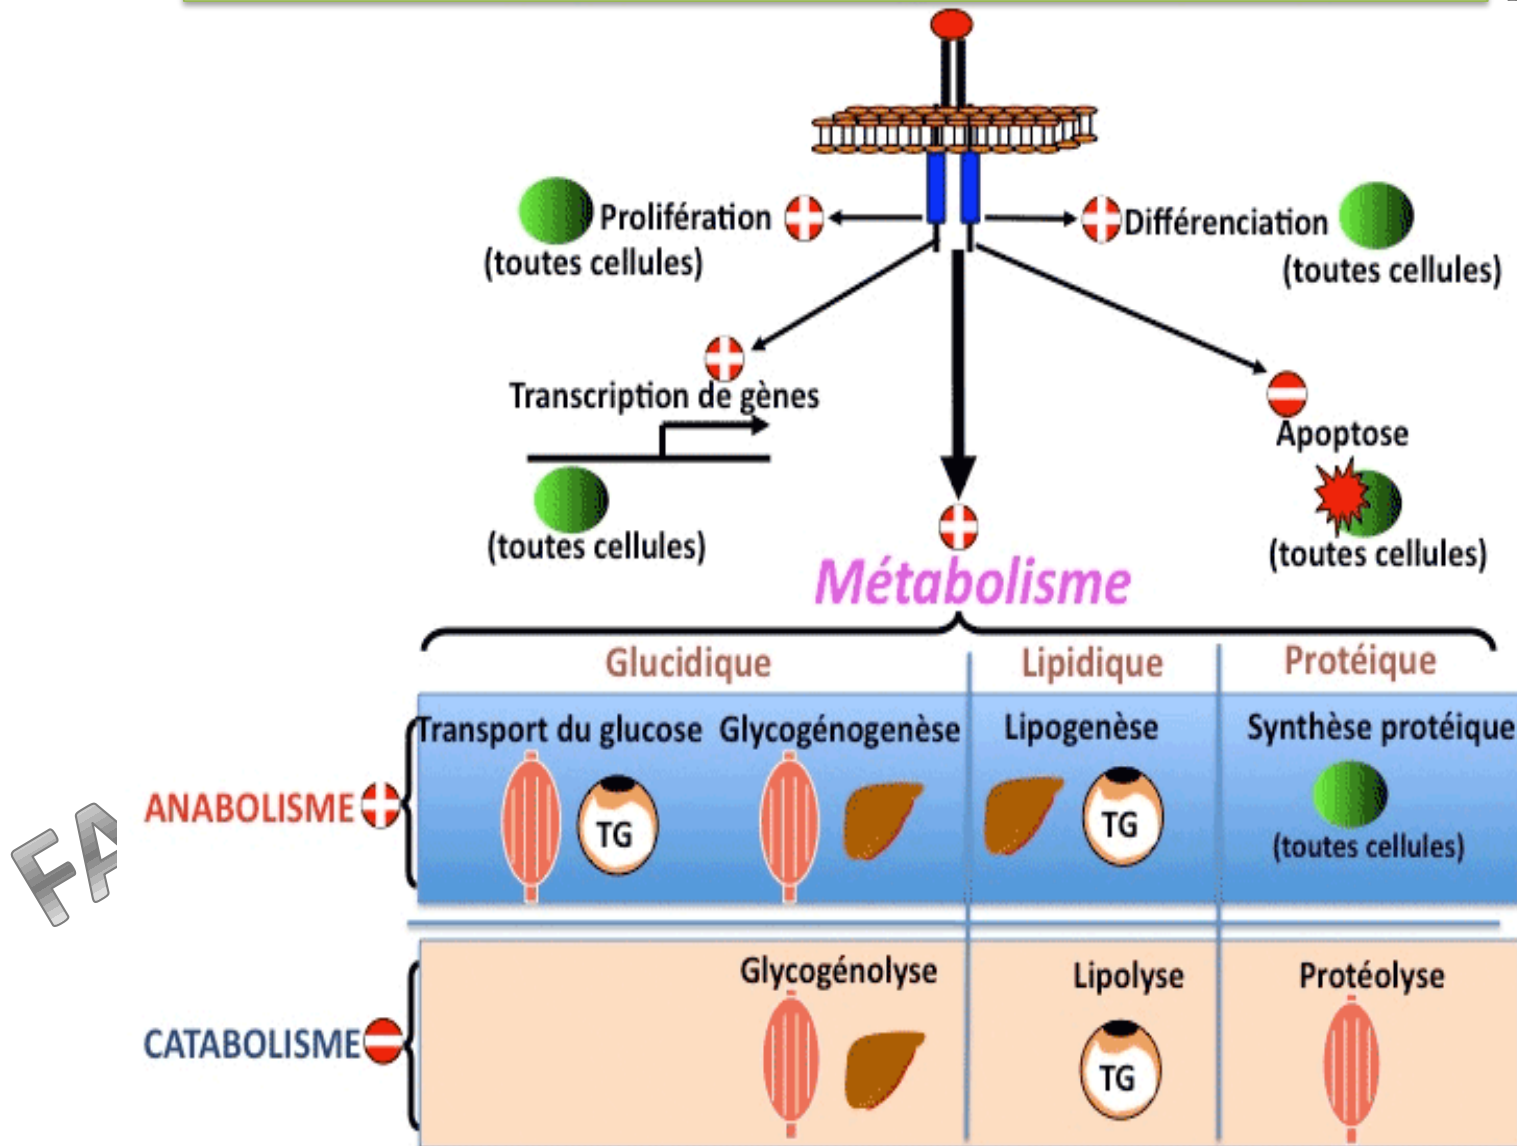 Prolifération
(toutes cellules)
Différenciation
(toutes cellules)
Transcription de gènes
(toutes cellules)
Apoptose
(toutes cellules)
Métabolisme
Glucidique
Lipidique
Protéique
ANABOLISME
Transport du glucose
Glycogénogenèse
Lipogenèse
Synthèse protéique
TG
TG
(toutes cellules)
FA
CATABOLISME
Glycogénolyse
Lipolyse
Protéolyse
TG